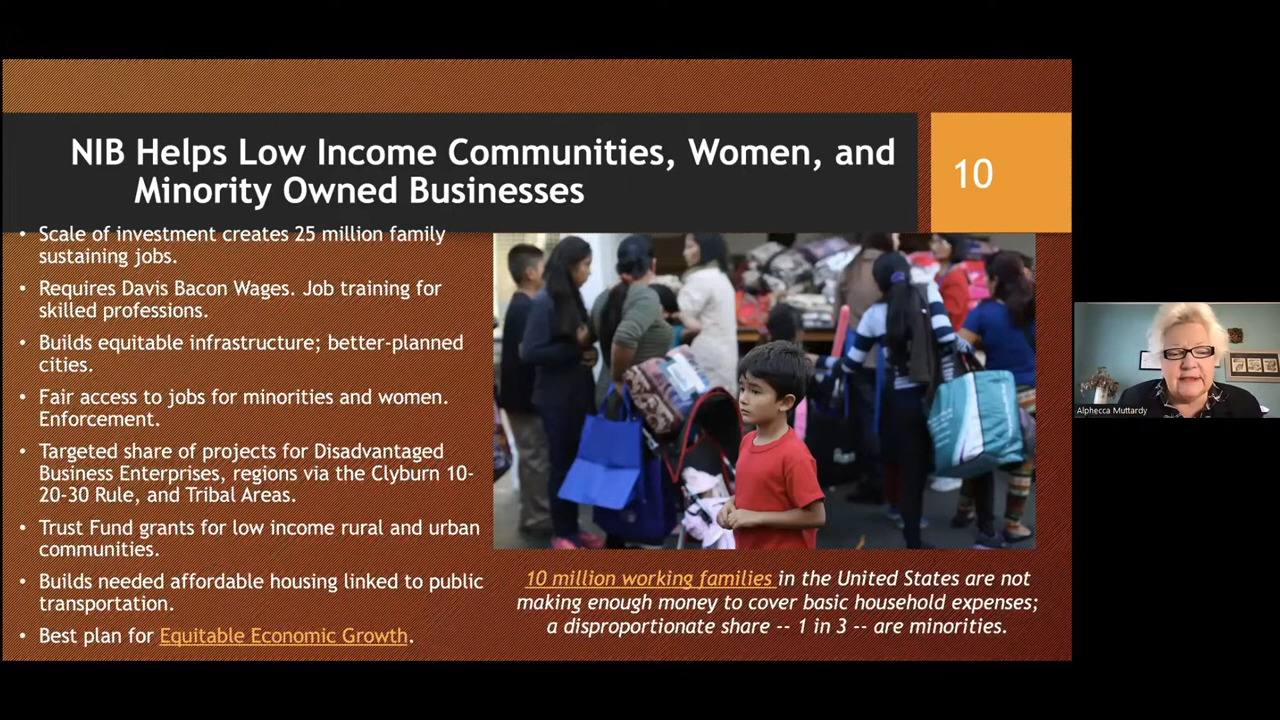 NIB Helps Low Income Communities, Women, and
Minority Owned Businesses
10
• Scale of investment creates 25 million family
sustaining jobs.
• Requires Davis Bacon Wages. Job training for
skilled professions.
• Builds equitable infrastructure; better-planned
cities.
• Fair access to jobs for minorities and women.
Enforcement.
• Targeted share of projects for Disadvantaged
Business Enterprises, regions via the Clyburn 10-
20-30 Rule, and Tribal Areas.
• Trust Fund grants for low income rural and urban
communities.
• Builds needed affordable housing linked to public
transportation.
• Best plan for Equitable Economic Growth.
10 million working families in the United States are not
making enough money to cover basic household expenses;
a disproportionate share -- 1 in 3 -- are minorities.
Alphecca Muttardy